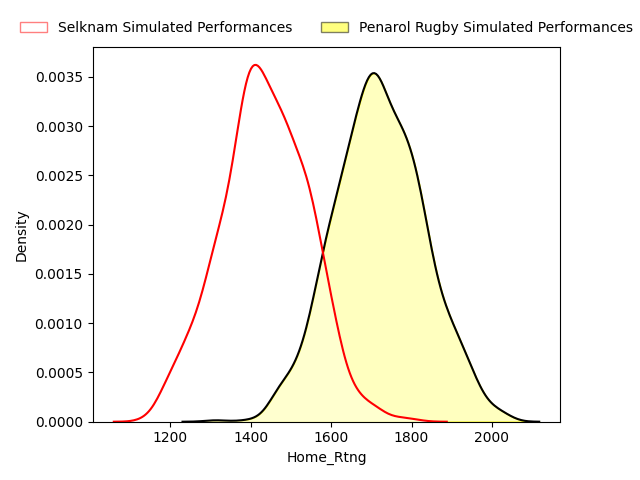 Selknam Simulated Performances Penarol Rugby Simulated Performances
0.0035
0.0030
0.0025
0.0020
0.0015
0.0010
0.0005
0.0000
Density
1200 1400 1600 1800 2000
Home_Rtng